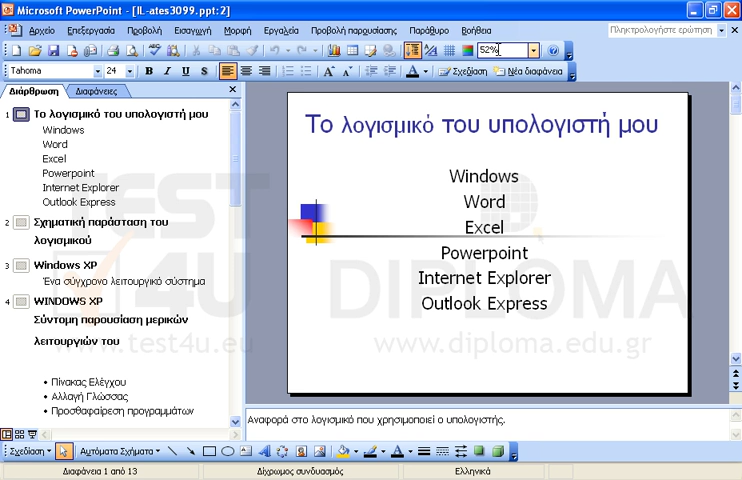 Microsoft PowerPoint - [IL-ates3099.ppt:2]
Αρχείο Επεξεργασία Προβολή Εισαγωγή Μορφή Εργαλεία Προβολή παρουσίασης Παράθυρο Βοήθεια Πληκτρολογήστε ερώτηση
52%
Tahoma 24 B I U S Σχεδίαση Νέα διαφάνεια
Διάρθρωση Διαφάνειες
1 Το λογισμικό του υπολογιστή μου
Windows
Word
Excel
Powerpoint
Internet Explorer
Outlook Express
2 Σχηματική παράσταση του
λογισμικού
3 Windows XP
Ένα σύγχρονο λειτουργικό σύστημα
4 WINDOWS XP
Σύντομη παρουσίαση μερικών
λειτουργιών του
• Πίνακας Ελέγχου
• Αλλαγή Γλώσσας
• Προσθαφαίρεση προγραμμάτων
Το λογισμικό του υπολογιστή μου
Windows
Word
Excel
Powerpoint
Internet Explorer
Outlook Express
TEST4U DIPLOMA
www.test4u.eu www.diploma.edu.gr
Αναφορά στο λογισμικό που χρησιμοποιεί ο υπολογιστής.
Σχεδίαση Αυτόματα Σχήματα
Διαφάνεια 1 από 13 Δίχρωμος συνδυασμός Ελληνικά